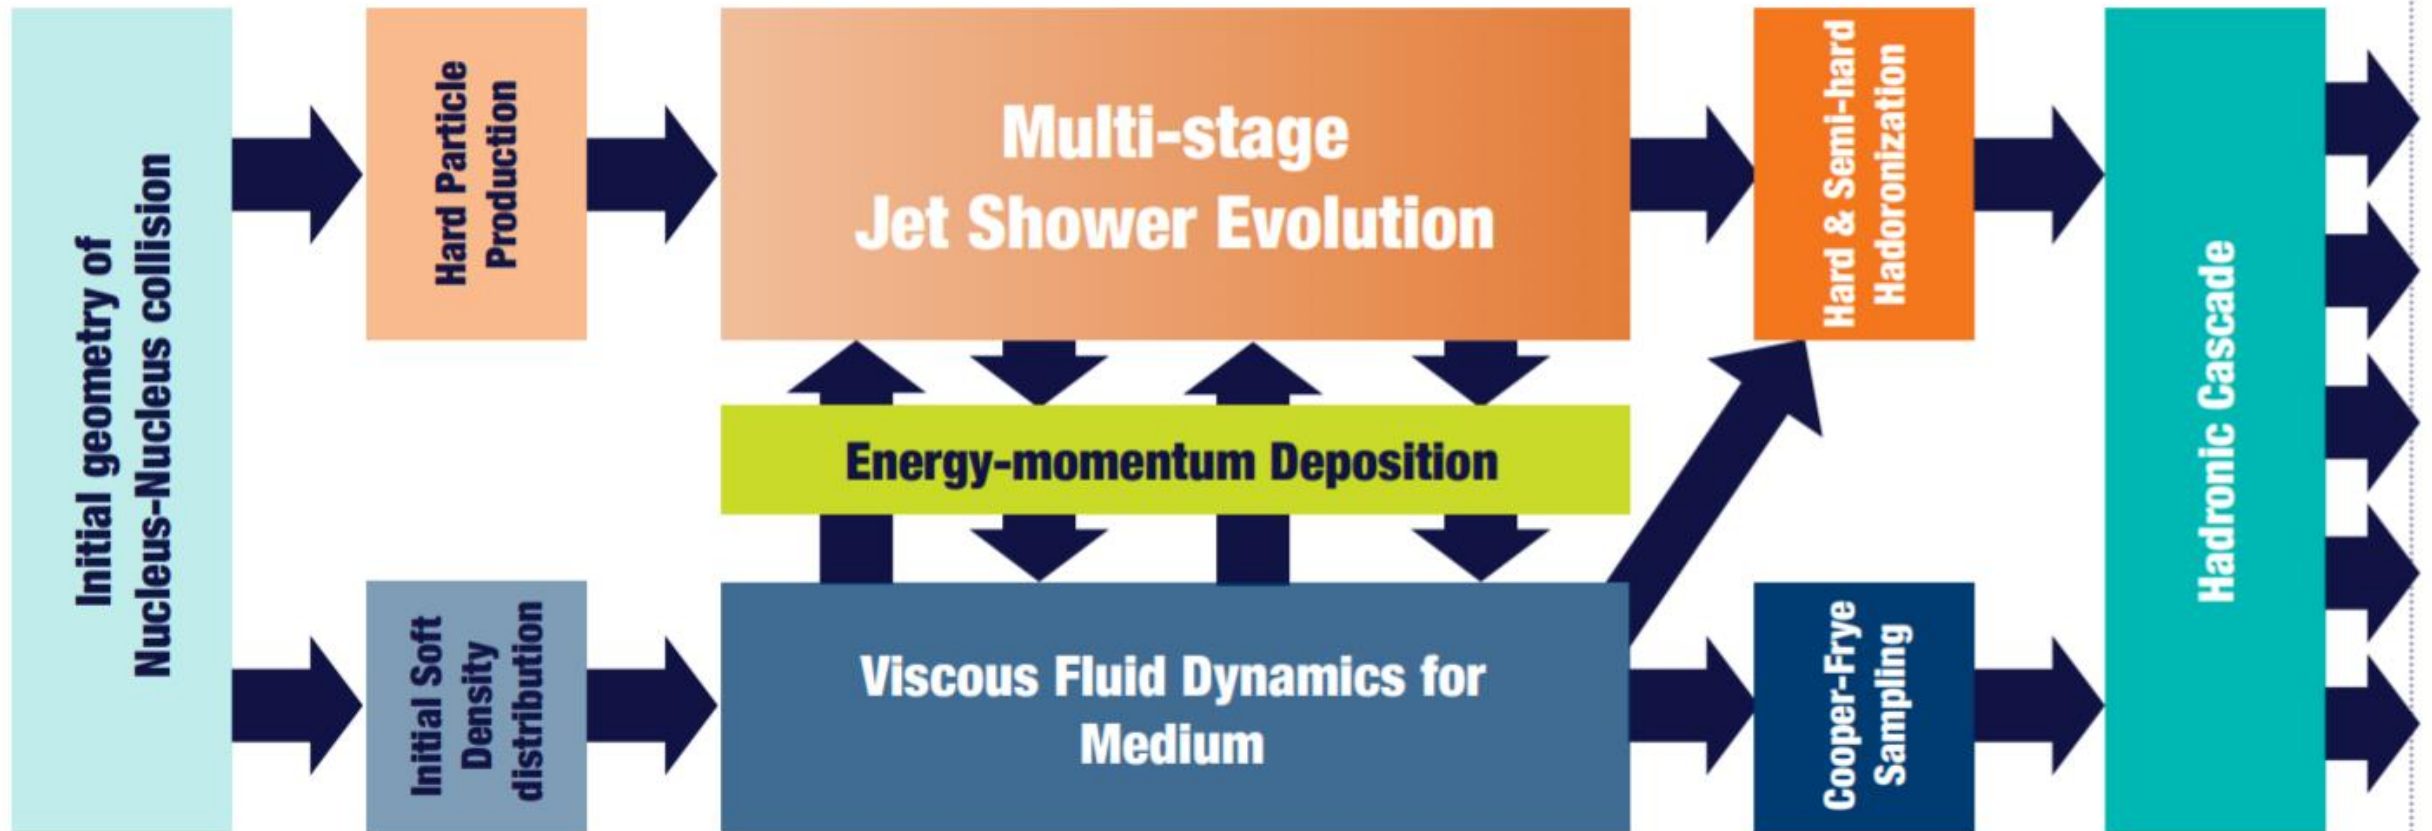 Initial geometry of
Nucleus-Nucleus collision
Hard Particle
Production
Initial Soft
Density
distribution
Multi-stage
Jet Shower Evolution
Energy-momentum Deposition
Viscous Fluid Dynamics for
Medium
Hard & Semi-hard
Hadoronization
Cooper-Frye
Sampling
Hadronic Cascade